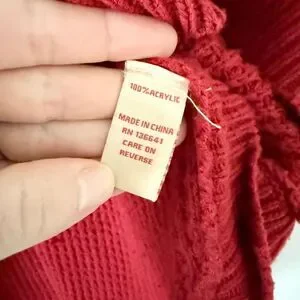 100% ACRYLIC
MADE IN CHINA
RN 136641
CARE ON
REVERSE